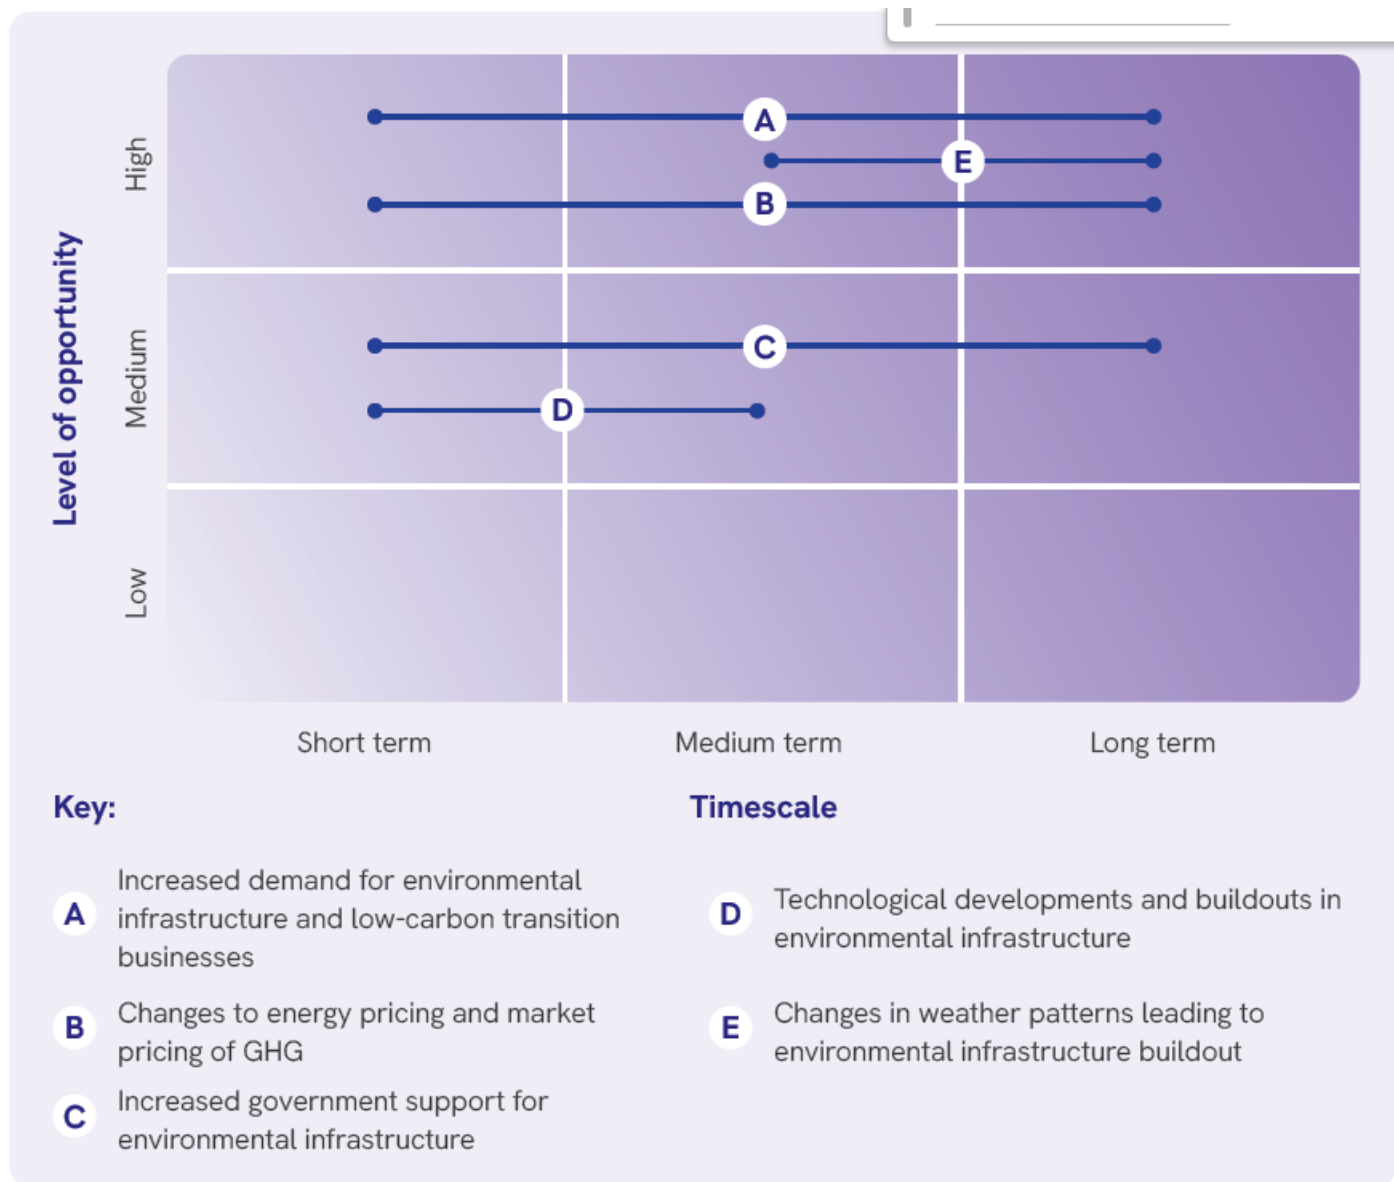 Level of opportunity
High
A
E
B
Medium
C
D
Low
Short term
Medium term
Long term
Key:
Timescale
A
Increased demand for environmental
infrastructure and low-carbon transition
businesses
B
Changes to energy pricing and market
pricing of GHG
C
Increased government support for
environmental infrastructure
D
Technological developments and buildouts in
environmental infrastructure
E
Changes in weather patterns leading to
environmental infrastructure buildout